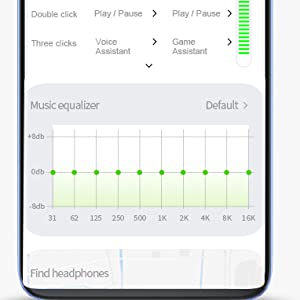 Double click Play / Pause Play / Pause
Three clicks Voice Assistant Game Assistant
Music equalizer Default
+8db
0db
-8db
31 62 125 250 500 1K 2K 4K 8K 16K
Find headphones